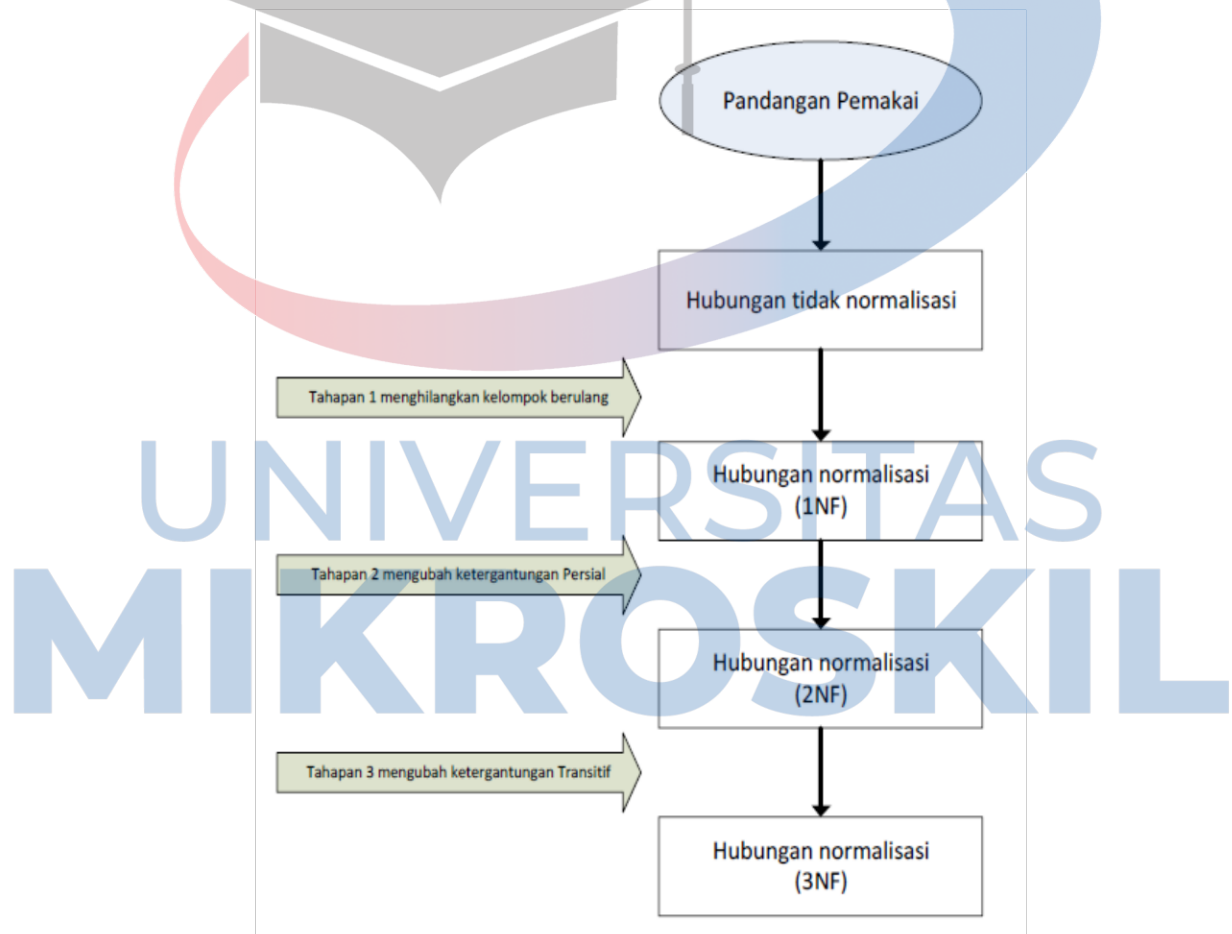 Pandangan Pemakai
Hubungan tidak normalisasi
Tahapan 1 menghilangkan kelompok berulang
Hubungan normalisasi
(1NF)
UNIVERSITAS
Tahapan 2 mengubah ketergantungan Persial
MIKROSKIL
Hubungan normalisasi
(2NF)
Tahapan 3 mengubah ketergantungan Transitif
Hubungan normalisasi
(3NF)